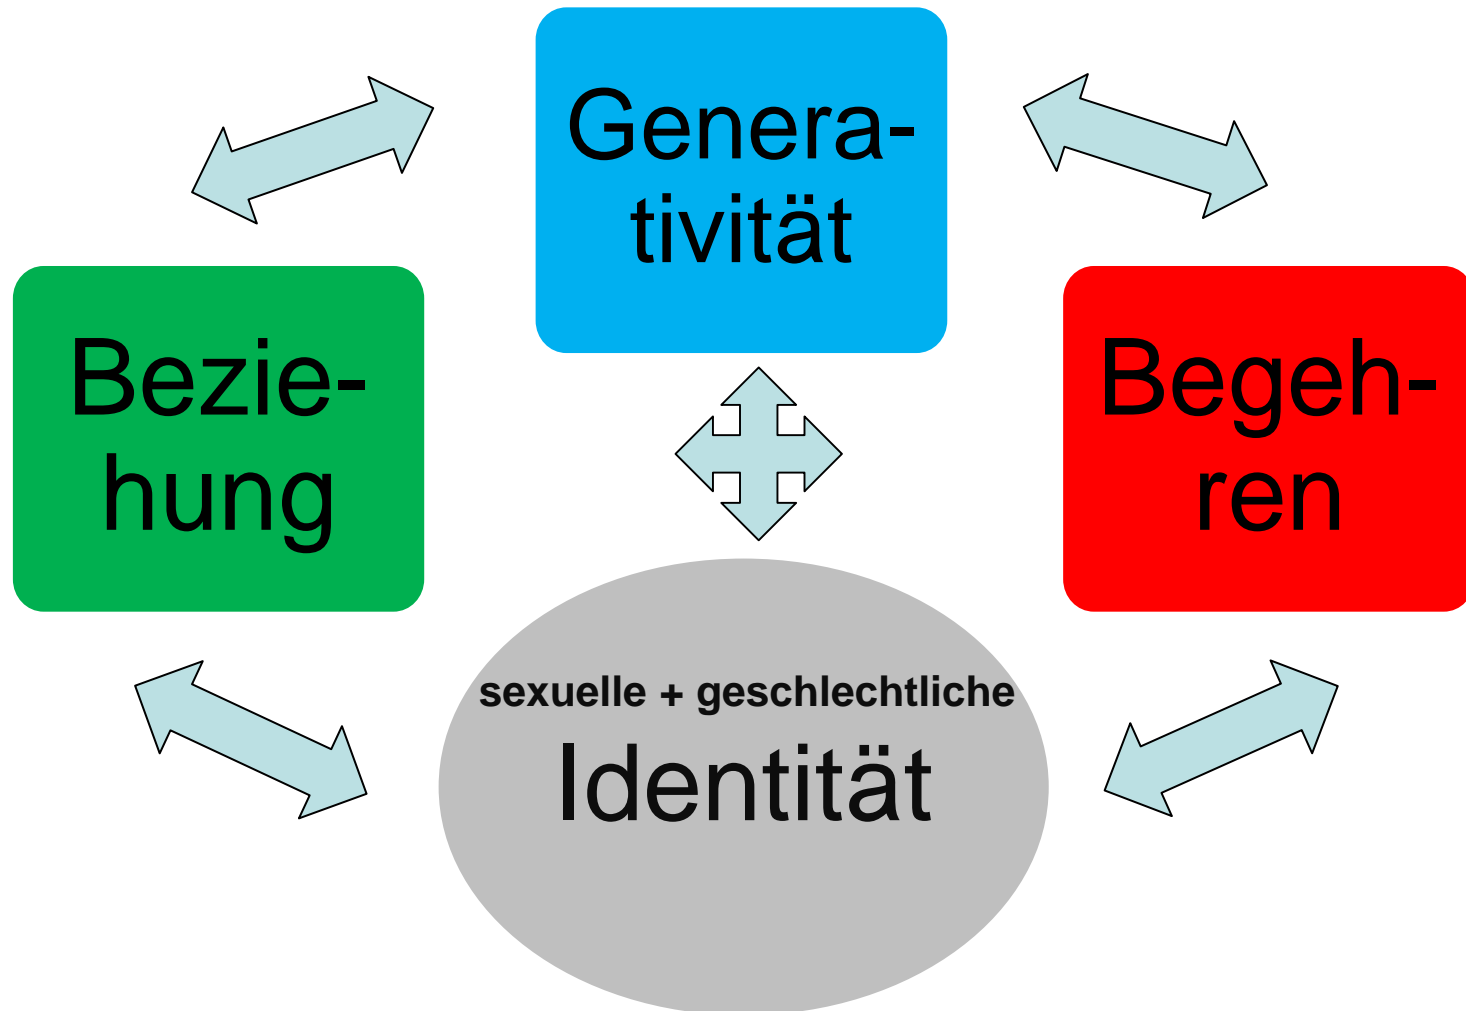 Genera-
tivität
Bezie-
hung
Begeh-
ren
sexuelle + geschlechtliche
Identität